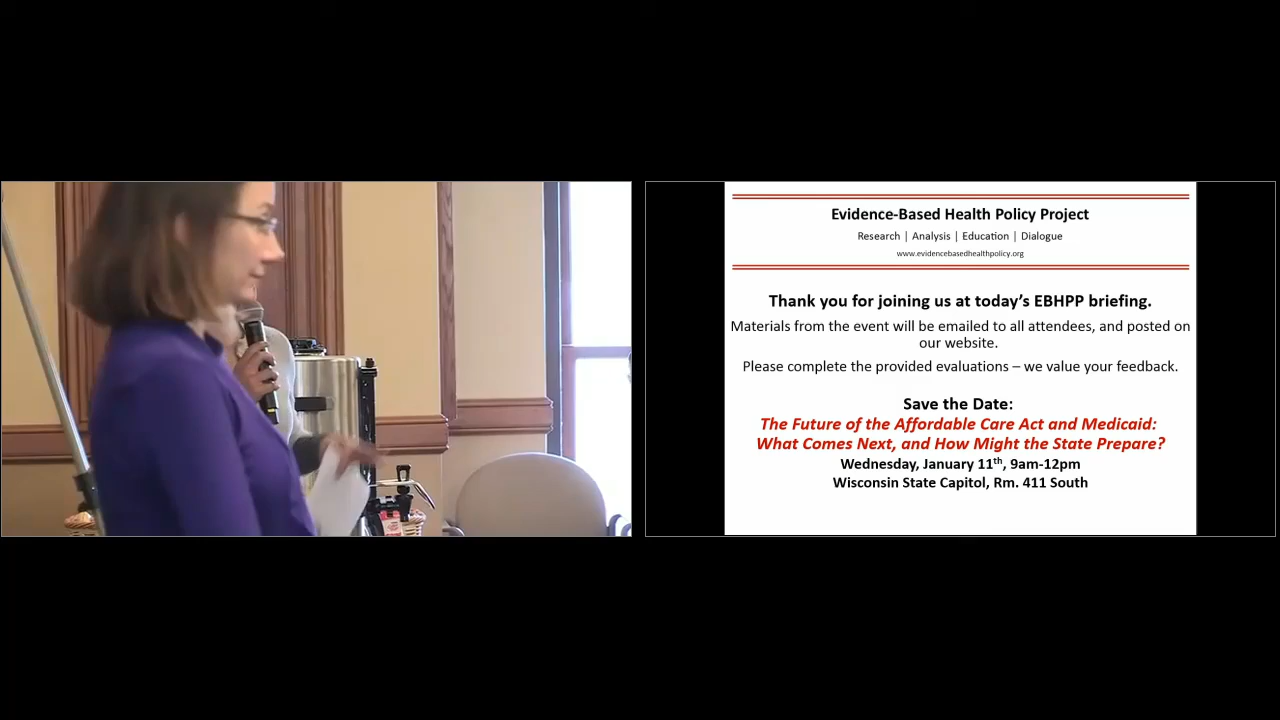 Evidence-Based Health Policy Project
Research | Analysis | Education | Dialogue
www.evidencebasedhealthpolicy.org
Thank you for joining us at today's EBHPP briefing.
Materials from the event will be emailed to all attendees, and posted on
our website.
Please complete the provided evaluations – we value your feedback.
Save the Date:
The Future of the Affordable Care Act and Medicaid:
What Comes Next, and How Might the State Prepare?
Wednesday, January 11th, 9am-12pm
Wisconsin State Capitol, Rm. 411 South